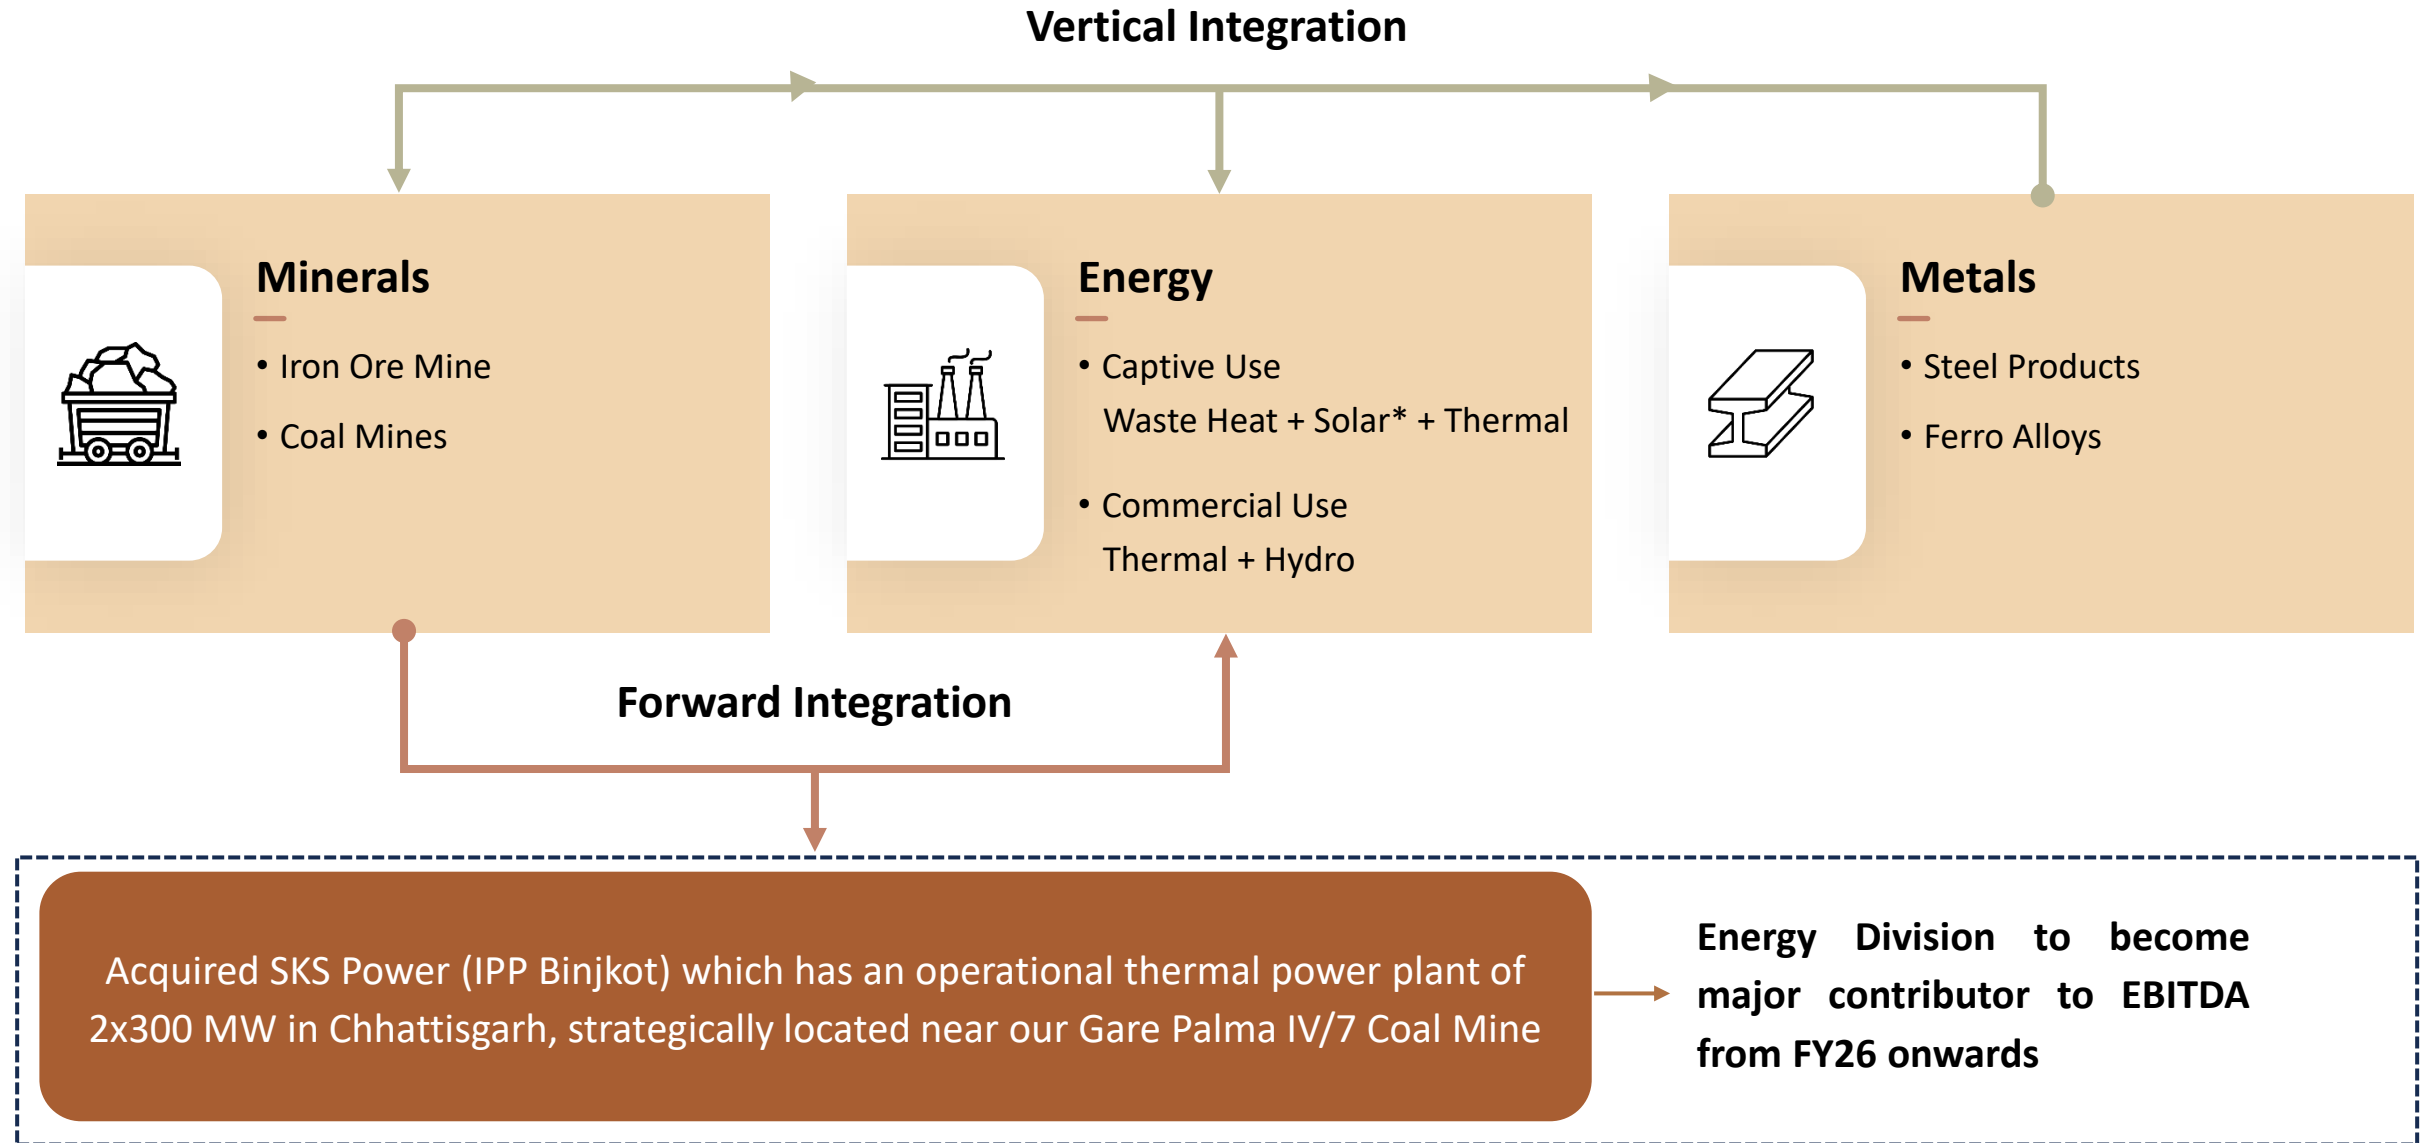 Vertical Integration
Minerals
• Iron Ore Mine
• Coal Mines
Energy
• Captive Use
Waste Heat + Solar* + Thermal
• Commercial Use
Thermal + Hydro
Metals
• Steel Products
• Ferro Alloys
Forward Integration
Acquired SKS Power (IPP Binjkot) which has an operational thermal power plant of
2x300 MW in Chhattisgarh, strategically located near our Gare Palma IV/7 Coal Mine
Energy Division to become
major contributor to EBITDA
from FY26 onwards